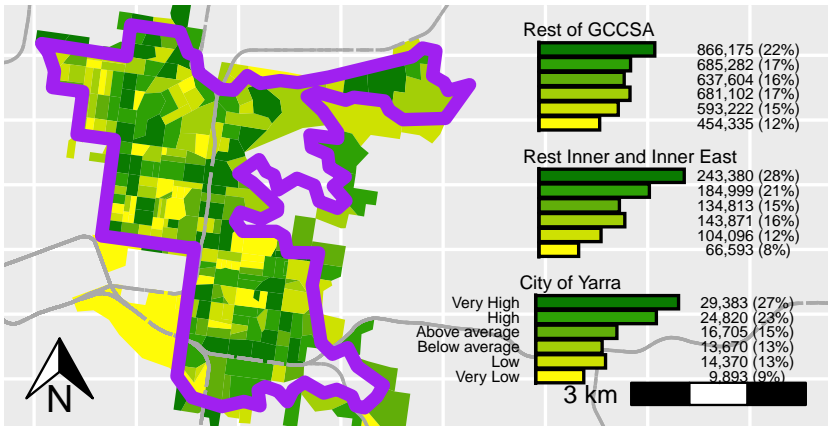 Rest of GCCSA
866,175 (22%)
685,282 (17%)
637,604 (16%)
681,102 (17%)
593,222 (15%)
454,335 (12%)
Rest Inner and Inner East
243,380 (28%)
184,999 (21%)
134,813 (15%)
143,871 (16%)
104,096 (12%)
66,593 (8%)
City of Yarra
Very High 29,383 (27%)
High 24,820 (23%)
Above average 16,705 (15%)
Below average 13,670 (13%)
Low 14,370 (13%)
Very Low 9,893 (9%)
3 km
N